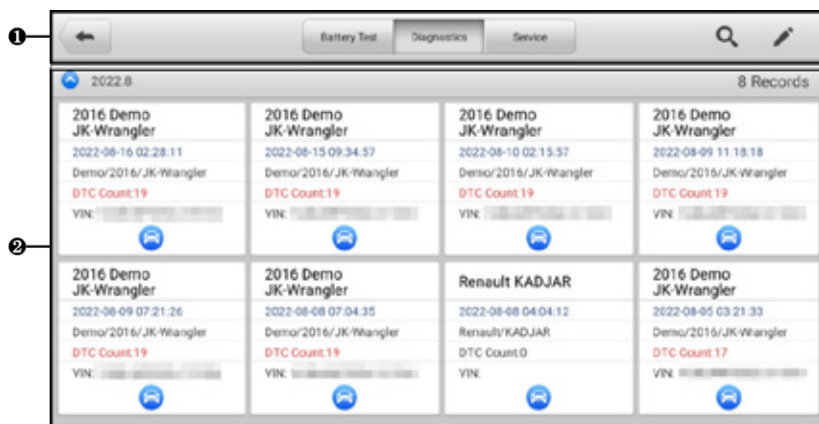 ❶
Battery Test Diagnostics Service
❷
2022.8 8 Records
2016 Demo
JK-Wrangler
2022-08-16 02:28:11
Demo/2016/JK-Wrangler
DTC Count:19
VIN:
2016 Demo
JK-Wrangler
2022-08-15 09:34:57
Demo/2016/JK-Wrangler
DTC Count:19
VIN:
2016 Demo
JK-Wrangler
2022-08-10 02:15:57
Demo/2016/JK-Wrangler
DTC Count:19
VIN:
2016 Demo
JK-Wrangler
2022-08-09 11:18:18
Demo/2016/JK-Wrangler
DTC Count:19
VIN:
2016 Demo
JK-Wrangler
2022-08-09 07:21:26
Demo/2016/JK-Wrangler
DTC Count:19
VIN:
2016 Demo
JK-Wrangler
2022-08-08 07:04:35
Demo/2016/JK-Wrangler
DTC Count:19
VIN:
Renault KADJAR
2022-08-08 04:04:12
Renault/KADJAR
DTC Count:0
VIN:
2016 Demo
JK-Wrangler
2022-08-05 03:21:33
Demo/2016/JK-Wrangler
DTC Count:17
VIN: